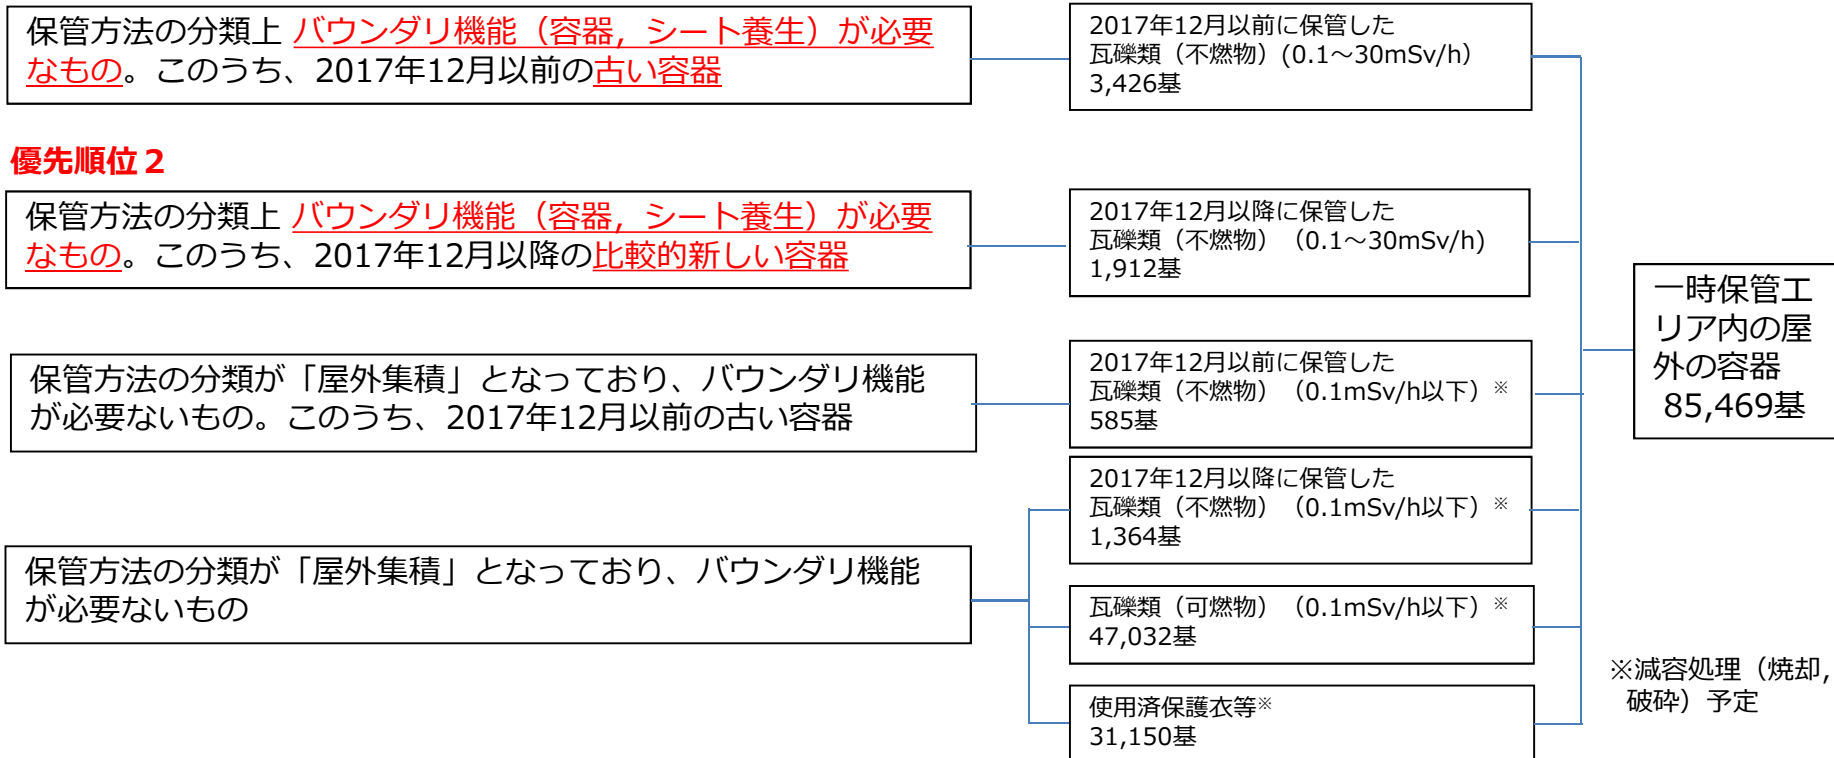 保管方法の分類上 バウンダリ機能（容器，シート養生）が必要
なもの。このうち、2017年12月以前の古い容器
2017年12月以前に保管した
瓦礫類（不燃物）(0.1～30mSv/h）
3,426基
優先順位２
保管方法の分類上 バウンダリ機能（容器，シート養生）が必要
なもの。このうち、2017年12月以降の比較的新しい容器
2017年12月以降に保管した
瓦礫類（不燃物）（0.1～30mSv/h)
1,912基
保管方法の分類が「屋外集積」となっており、バウンダリ機能
が必要ないもの。このうち、2017年12月以前の古い容器
2017年12月以前に保管した
瓦礫類（不燃物）（0.1mSv/h以下）※
585基
2017年12月以降に保管した
瓦礫類（不燃物）（0.1mSv/h以下）※
1,364基
保管方法の分類が「屋外集積」となっており、バウンダリ機能
が必要ないもの
瓦礫類（可燃物）（0.1mSv/h以下）※
47,032基
使用済保護衣等※
31,150基
一時保管エ
リア内の屋
外の容器
85,469基
※減容処理（焼却，
破砕）予定